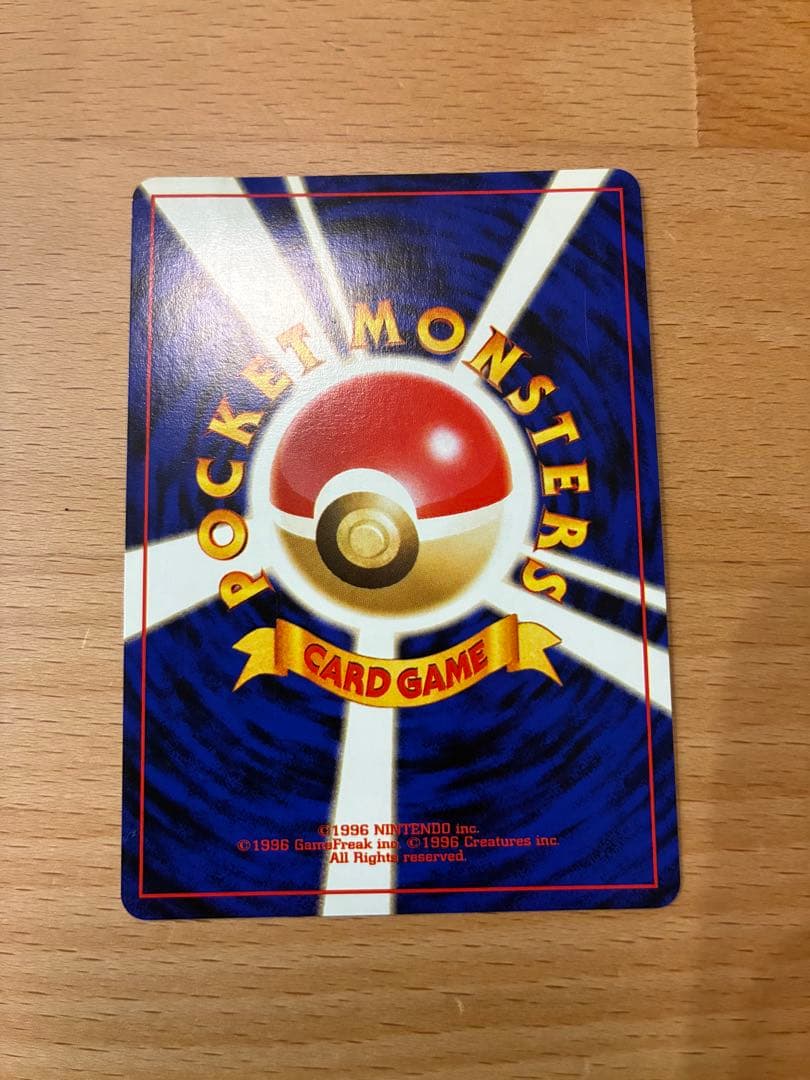 POCKET MONSTERS
CARD GAME
©1996 NINTENDO inc.
©1996 GameFreak inc. ©1996 Creatures inc.
All Rights reserved.